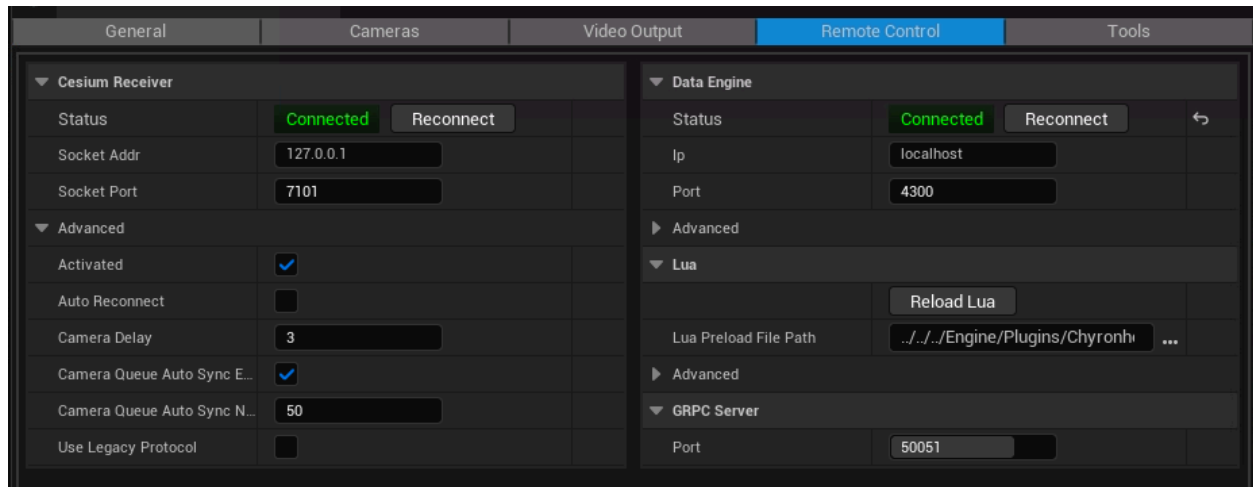 General Cameras Video Output Remote Control Tools
Cesium Receiver
Status Connected Reconnect
Socket Addr 127.0.0.1
Socket Port 7101
Advanced
Activated
Auto Reconnect
Camera Delay 3
Camera Queue Auto Sync E...
Camera Queue Auto Sync N... 50
Use Legacy Protocol
Data Engine
Status Connected Reconnect
Ip localhost
Port 4300
Advanced
Lua
Reload Lua
Lua Preload File Path ../../../Engine/Plugins/Chyronh
Advanced
GRPC Server
Port 50051